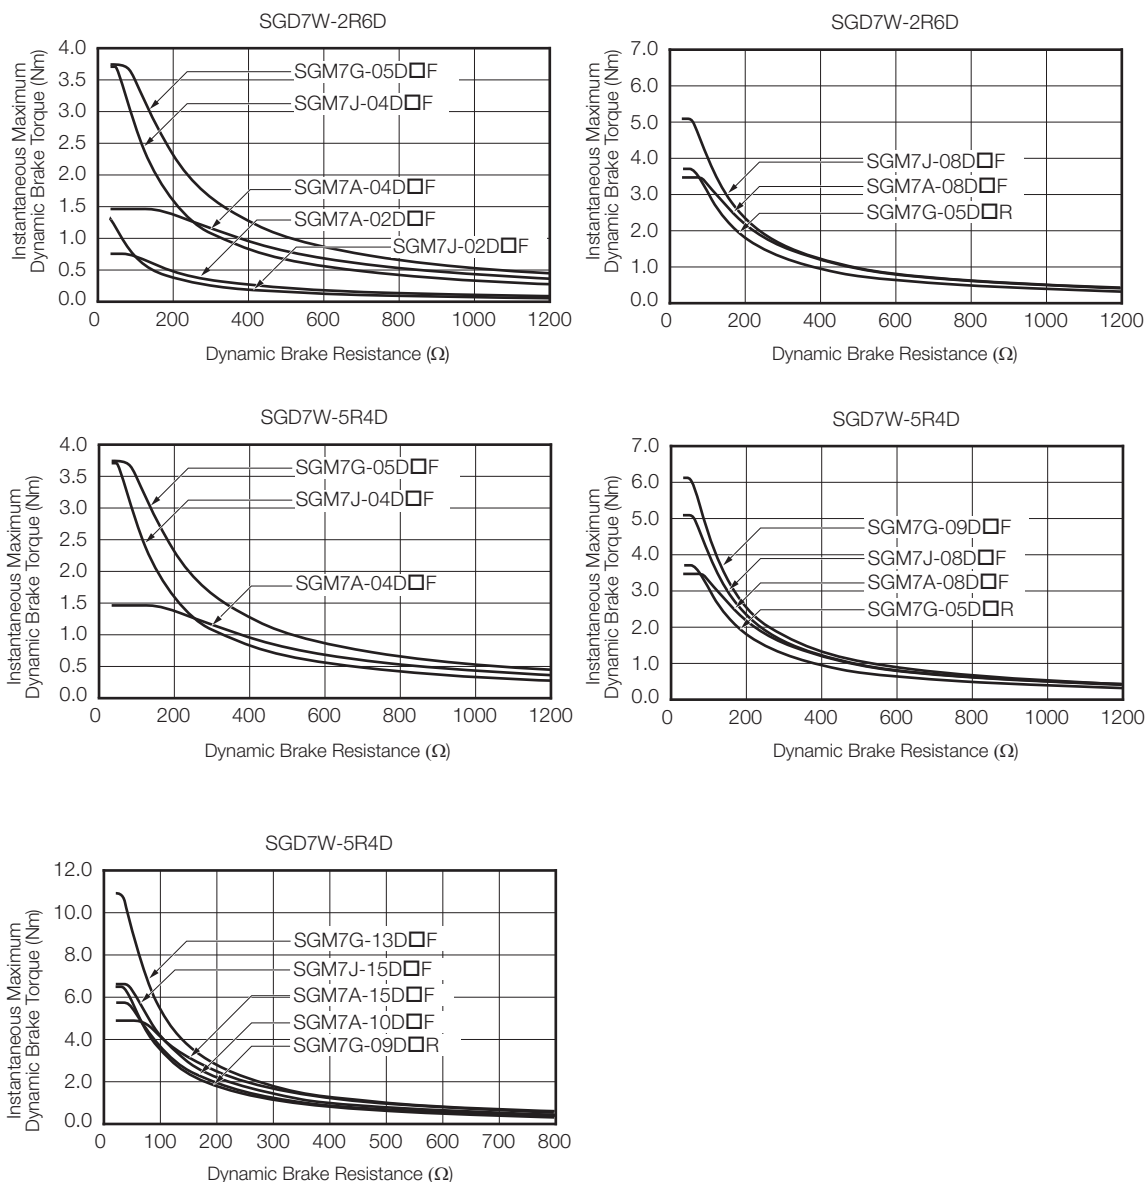 SGD7W-2R6D
Instantaneous Maximum
Dynamic Brake Torque (Nm)
4.0
3.5
3.0
2.5
2.0
1.5
1.0
0.5
0.0
SGM7G-05D□F
SGM7J-04D□F
SGM7A-04D□F
SGM7A-02D□F
SGM7J-02D□F
0 200 400 600 800 1000 1200
Dynamic Brake Resistance (Ω)
SGD7W-2R6D
Instantaneous Maximum
Dynamic Brake Torque (Nm)
7.0
6.0
5.0
4.0
3.0
2.0
1.0
0.0
SGM7J-08D□F
SGM7A-08D□F
SGM7G-05D□R
0 200 400 600 800 1000 1200
Dynamic Brake Resistance (Ω)
SGD7W-5R4D
Instantaneous Maximum
Dynamic Brake Torque (Nm)
4.0
3.5
3.0
2.5
2.0
1.5
1.0
0.5
0.0
SGM7G-05D□F
SGM7J-04D□F
SGM7A-04D□F
0 200 400 600 800 1000 1200
Dynamic Brake Resistance (Ω)
SGD7W-5R4D
Instantaneous Maximum
Dynamic Brake Torque (Nm)
7.0
6.0
5.0
4.0
3.0
2.0
1.0
0.0
SGM7G-09D□F
SGM7J-08D□F
SGM7A-08D□F
SGM7G-05D□R
0 200 400 600 800 1000 1200
Dynamic Brake Resistance (Ω)
SGD7W-5R4D
Instantaneous Maximum
Dynamic Brake Torque (Nm)
12.0
10.0
8.0
6.0
4.0
2.0
0.0
SGM7G-13D□F
SGM7J-15D□F
SGM7A-15D□F
SGM7A-10D□F
SGM7G-09D□R
0 100 200 300 400 500 600 700 800
Dynamic Brake Resistance (Ω)